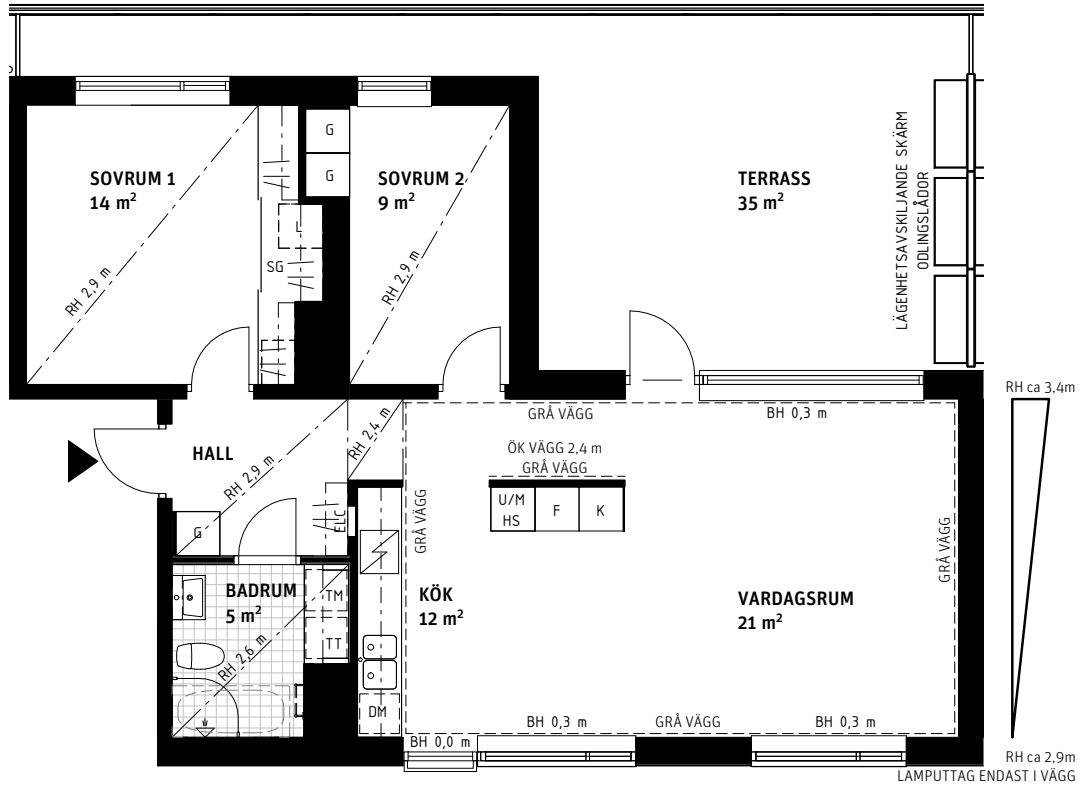 G
G
SOVRUM 1
14 m²
SOVRUM 2
9 m²
TERRASS
35 m²
LÄGENHETSAVSKILJANDE SKÄRM
ODLINGSLÅDOR
L
SG
RH 2,9 m
RH 2,9 m
RH ca 3,4m
GRÅ VÄGG
BH 0,3 m
HALL
RH 2,9 m
RH 2,4 m
ÖK VÄGG 2,4 m
GRÅ VÄGG
U/M
HS
F
K
G
ELC
GRÅ VÄGG
GRÅ VÄGG
BADRUM
5 m²
TM
TT
RH 2,6 m
KÖK
12 m²
VARDAGSRUM
21 m²
DM
BH 0,0 m
BH 0,3 m
GRÅ VÄGG
BH 0,3 m
RH ca 2,9m
LAMPUTTAG ENDAST I VÄGG